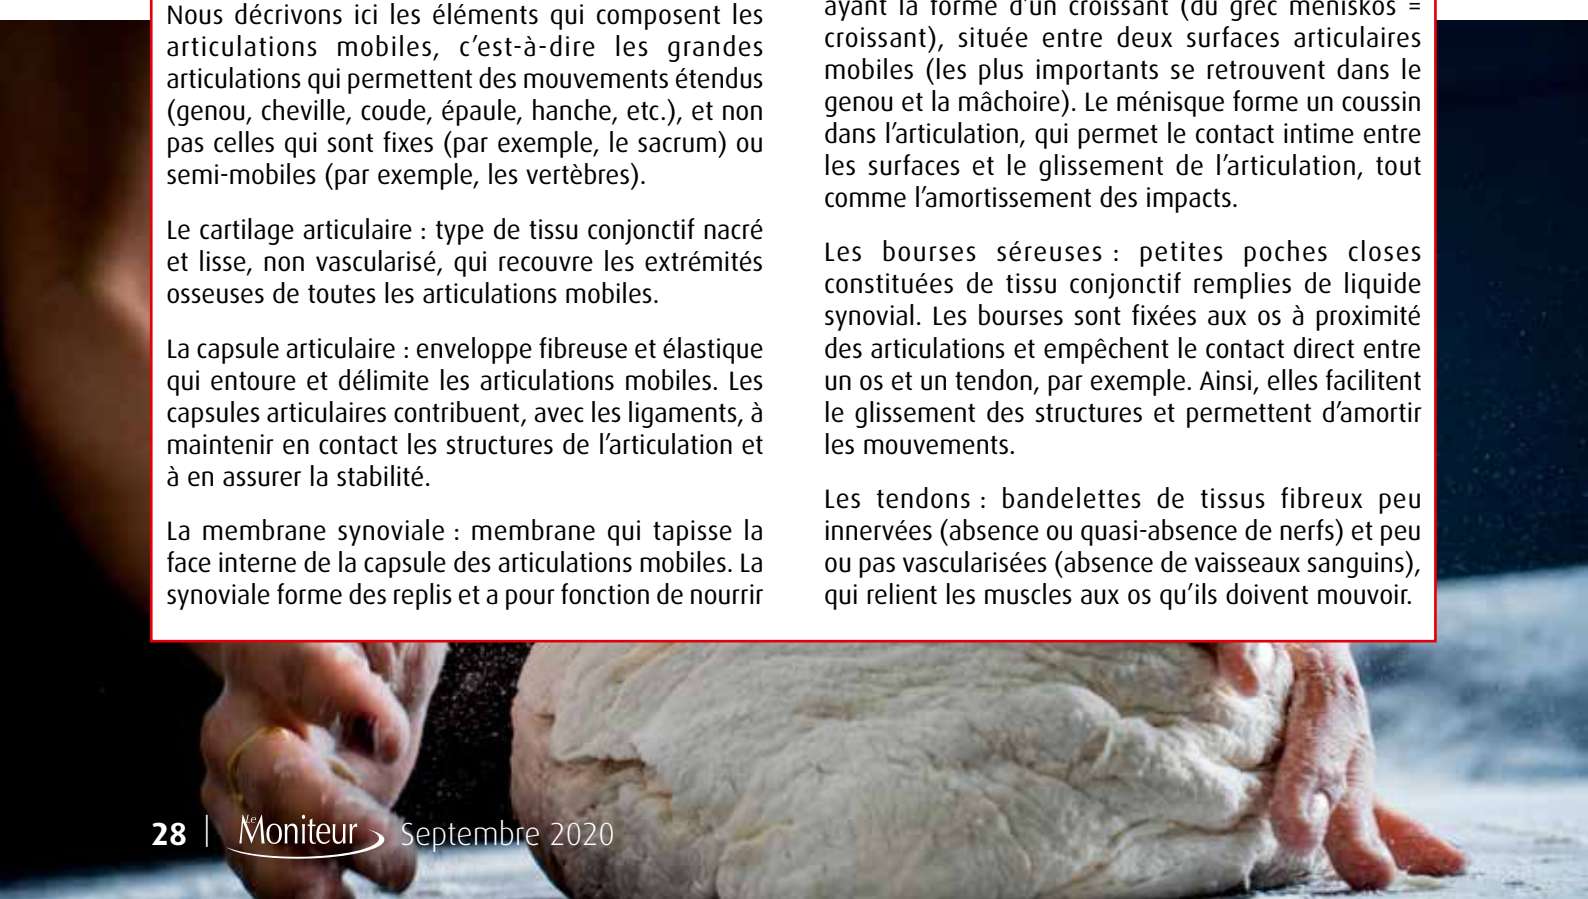 Nous décrivons ici les éléments qui composent les
articulations mobiles, c’est-à-dire les grandes
articulations qui permettent des mouvements étendus
(genou, cheville, coude, épaule, hanche, etc.), et non
pas celles qui sont fixes (par exemple, le sacrum) ou
semi-mobiles (par exemple, les vertèbres).
Le cartilage articulaire : type de tissu conjonctif nacré
et lisse, non vascularisé, qui recouvre les extrémités
osseuses de toutes les articulations mobiles.
La capsule articulaire : enveloppe fibreuse et élastique
qui entoure et délimite les articulations mobiles. Les
capsules articulaires contribuent, avec les ligaments, à
maintenir en contact les structures de l’articulation et
à en assurer la stabilité.
La membrane synoviale : membrane qui tapisse la
face interne de la capsule des articulations mobiles. La
synoviale forme des replis et a pour fonction de nourrir
ayant la forme d’un croissant (du grec mêniskos =
croissant), située entre deux surfaces articulaires
mobiles (les plus importants se retrouvent dans le
genou et la mâchoire). Le ménisque forme un coussin
dans l’articulation, qui permet le contact intime entre
les surfaces et le glissement de l’articulation, tout
comme l’amortissement des impacts.
Les bourses séreuses : petites poches closes
constituées de tissu conjonctif remplies de liquide
synovial. Les bourses sont fixées aux os à proximité
des articulations et empêchent le contact direct entre
un os et un tendon, par exemple. Ainsi, elles facilitent
le glissement des structures et permettent d’amortir
les mouvements.
Les tendons : bandelettes de tissus fibreux peu
innervées (absence ou quasi-absence de nerfs) et peu
ou pas vascularisées (absence de vaisseaux sanguins),
qui relient les muscles aux os qu’ils doivent mouvoir.
28 | Le Moniteur Septembre 2020